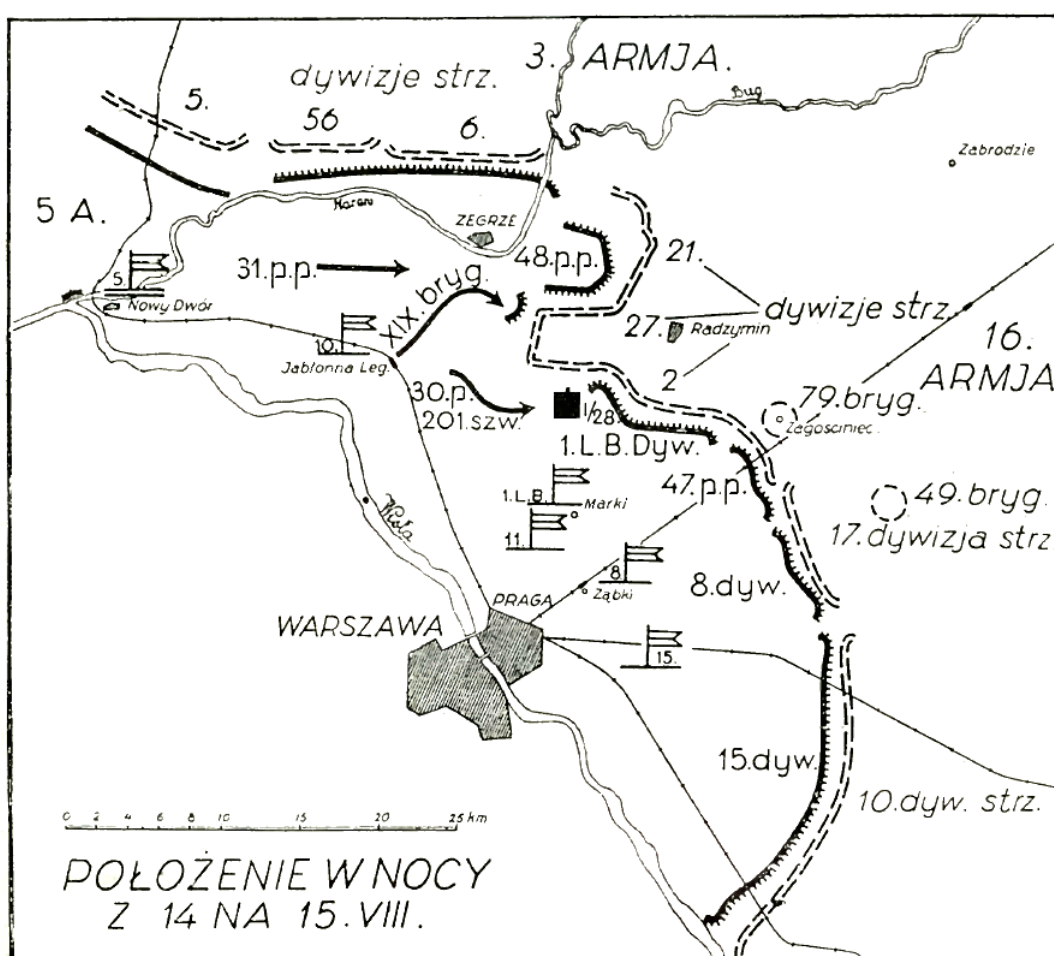 3. ARMJA.
dywizje strz.
5.
56
6.
Bug
Zabrodzie
5 A.
Narew
ZEGRZE
48.p.p.
21.
31.p.p.
XIX. bryg.
5.
Nowy Dwór
dywizje strz.
27.
Radzymin
16.
ARMJA
10.
Jabłonna Leg.
2
30.p.
201.szw.
1/28.
79.bryg.
Zagościniec.
1.L.B.Dyw.
47.p.p.
1.L.B.
Marki
49.bryg.
17.dywizja strz
11.
Wisła
8
Ząbki
8.dyw.
PRAGA
WARSZAWA
15.
15.dyw.
10.dyw. strz.
0 2 4 6 8 10 15 20 25 km
POŁOŻENIE W NOCY
Z 14 NA 15.VIII.